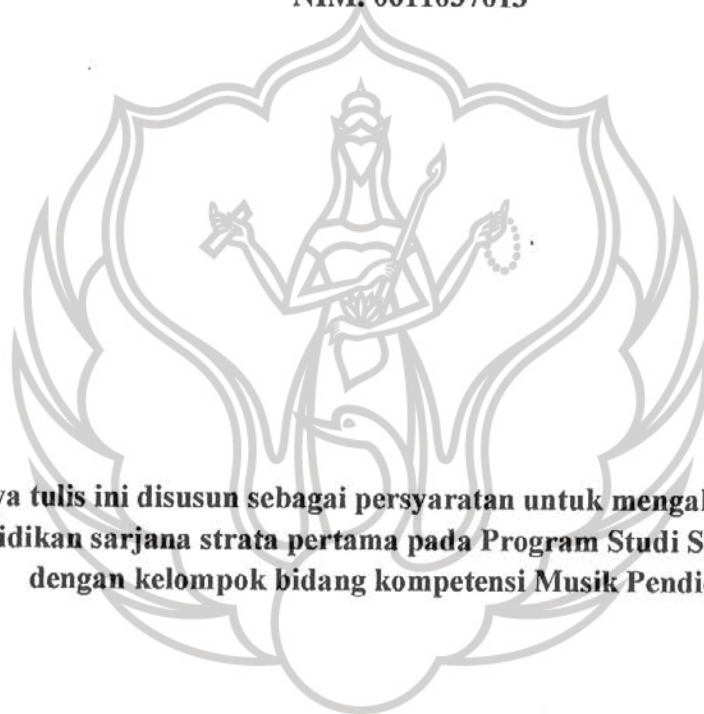 ya tulis ini disusun sebagai persyaratan untuk mengal
idikan sarjana strata pertama pada Program Studi S
dengan kelompok bidang kompetensi Musik Pendi